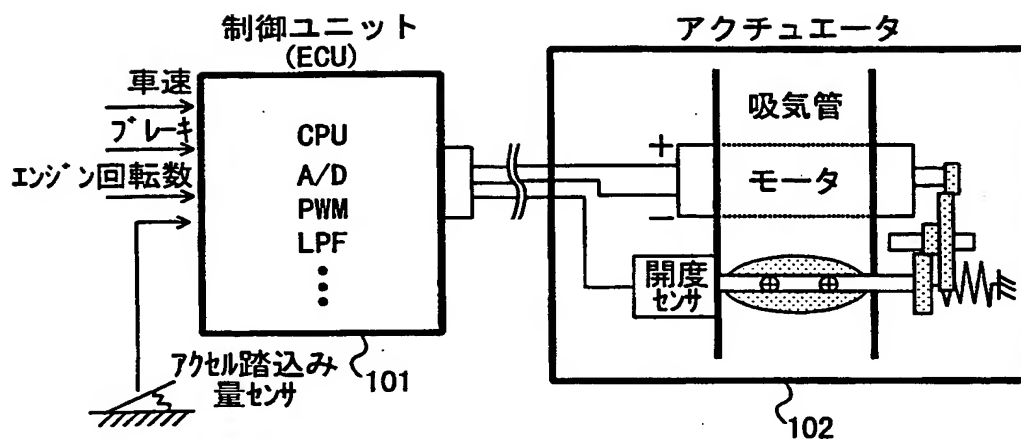 制御ユニット
(ECU)
車速
ブレーキ
エンジン回転数
CPU
A/D
PWM
LPF
アクセル踏込み
量センサ
101
アクチュエータ
吸気管
+
モータ
−
開度
センサ
102